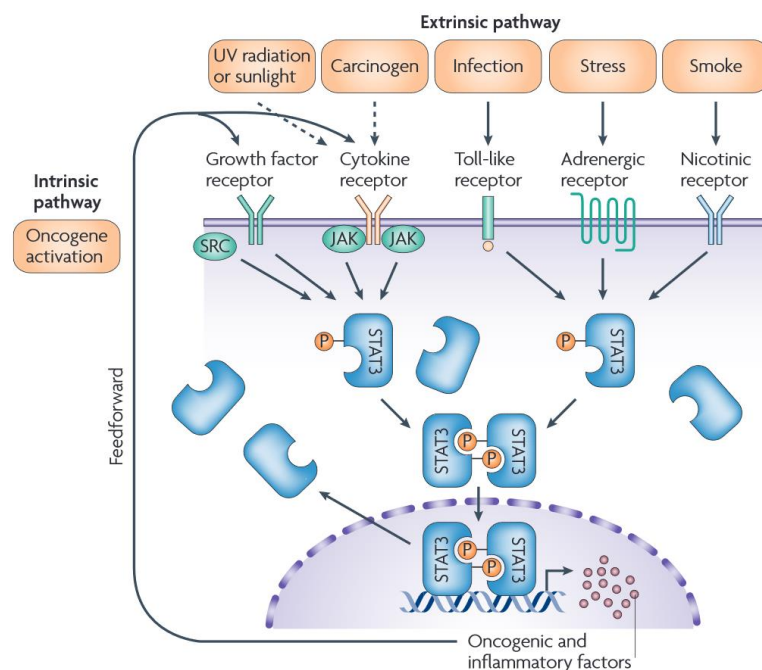 Extrinsic pathway
UV radiation
or sunlight
Carcinogen
Infection
Stress
Smoke
Growth factor
receptor
Cytokine
receptor
Toll-like
receptor
Adrenergic
receptor
Nicotinic
receptor
Intrinsic
pathway
Oncogene
activation
SRC
JAK
JAK
P
STAT3
P
STAT3
Feedforward
STAT3
P
P
STAT3
STAT3
P
P
STAT3
Oncogenic and
inflammatory factors